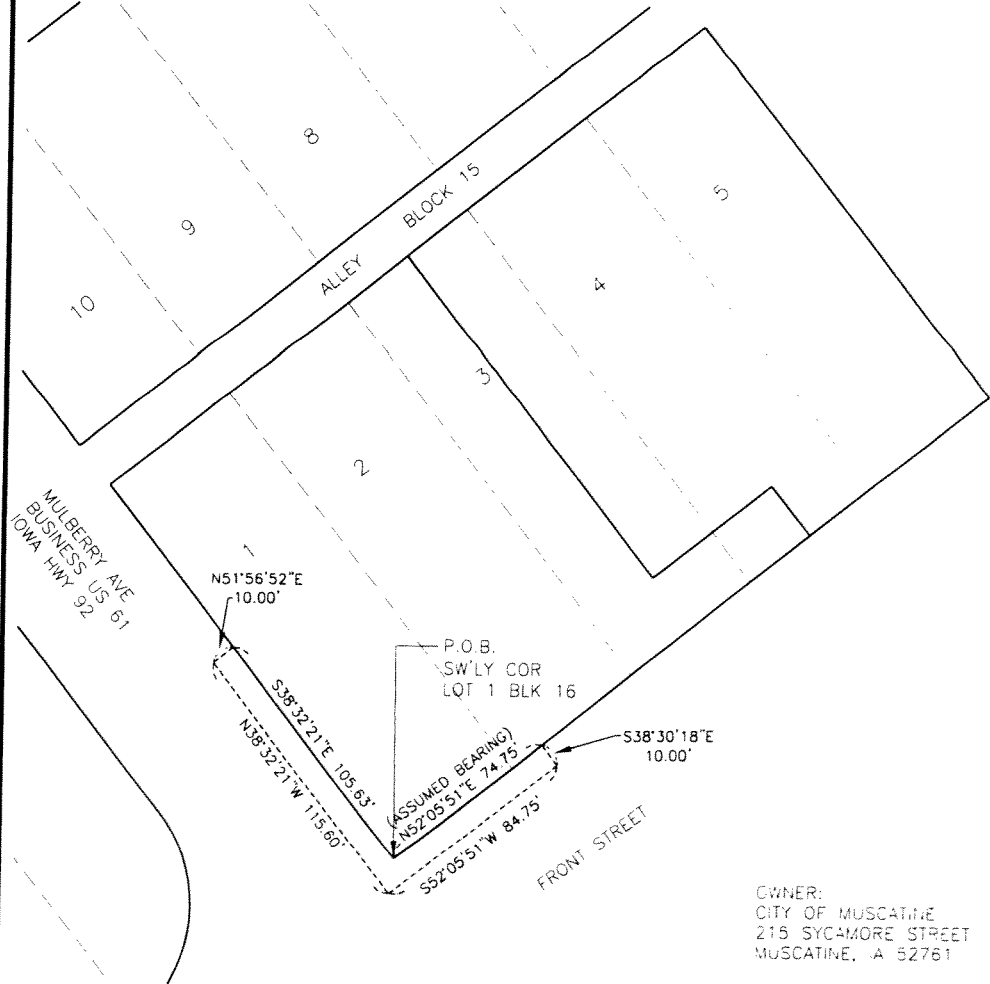 8
9
10
BLOCK 15
ALLEY
5
4
3
2
1
MULBERRY AVE
BUSINESS US 61
IOWA HWY 92
N51°56'52"E
10.00'
P.O.B.
SW'LY COR
LOT 1 BLK 16
S38°32'21"E 105.63'
N38°32'21"W 115.60'
(ASSUMED BEARING)
N52°05'51"E 74.75'
S52°05'51"W 84.75'
S38°30'18"E
10.00'
FRONT STREET
OWNER:
CITY OF MUSCATINE
215 SYCAMORE STREET
MUSCATINE, A 52761